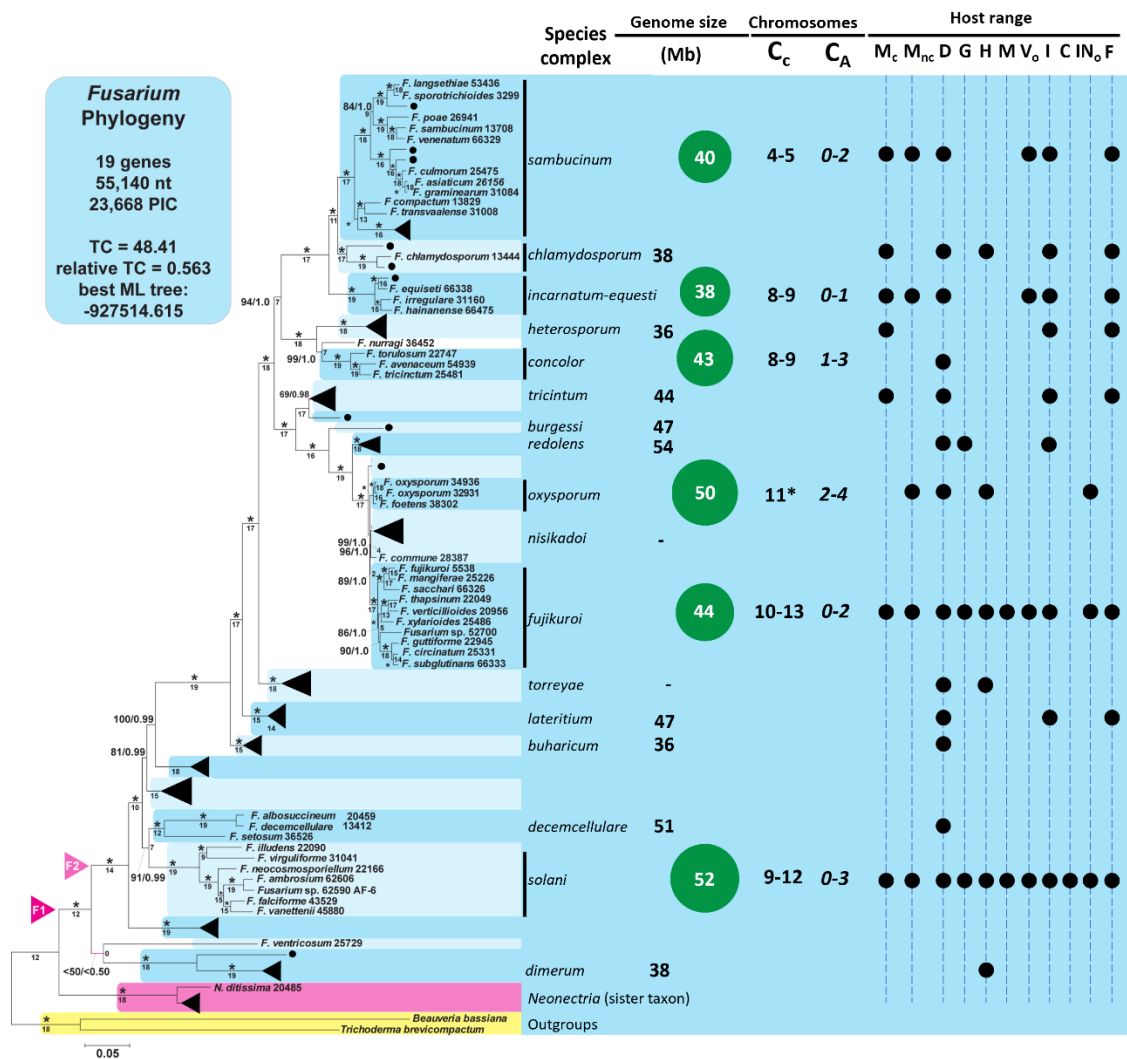 Fusarium
Phylogeny
19 genes
55,140 nt
23,668 PIC
TC = 48.41
relative TC = 0.563
best ML tree:
-927514.615
Species
complex
Genome size
(Mb)
Chromosomes
Cc CA
Host range
Mc Mnc D G H M Vo I C INo F
F. langsethiae 53436
F. sporotrichioides 3299
84/1.0
F. poae 26941
F. sambucinum 13708
F. venenatum 66329
sambucinum 40 4-5 0-2
F. culmorum 25475
F. asiaticum 26156
F. graminearum 31084
F compactum 13829
F. transvaalense 31008
F. chlamydosporum 13444
chlamydosporum 38
F. equiseti 66338
F. irregulare 31160
F. hainanense 66475
incarnatum-equesti 38 8-9 0-1
94/1.0
heterosporum 36
F. nurragi 36452
99/1.0
F. torulosum 22747
F. avenaceum 54939
F. tricinctum 25481
concolor 43 8-9 1-3
69/0.98
tricintum 44
burgessi 47
redolens 54
F. oxysporum 34936
F. oxysporum 32931
F. foetens 38302
oxysporum 50 11* 2-4
nisikadoi -
99/1.0
96/1.0
F. commune 28387
89/1.0
F. fujikuroi 5538
F. mangiferae 25226
F. sacchari 66326
F. thapsinum 22049
F. verticillioides 20956
F. xylarioides 25486
Fusarium sp. 52700
F. guttiforme 22945
F. circinatum 25331
F. subglutinans 66333
fujikuroi 44 10-13 0-2
86/1.0
90/1.0
torreyae -
lateritium 47
100/0.99
buharicum 36
81/0.99
F. albosuccineum 20459
F. decemcellulare 13412
F. setosum 36526
decemcellulare 51
91/0.99
F. illudens 22090
F. virguliforme 31041
F. neocosmosporiellum 22166
F. ambrosium 62606
Fusarium sp. 62590 AF-6
F. falciforme 43529
F. vanettenii 45880
solani 52 9-12 0-3
F2
F1
F. ventricosum 25729
<50/<0.50
dimerum 38
N. ditissima 20485
Neonectria (sister taxon)
Beauveria bassiana
Trichoderma brevicompactum
Outgroups
0.05